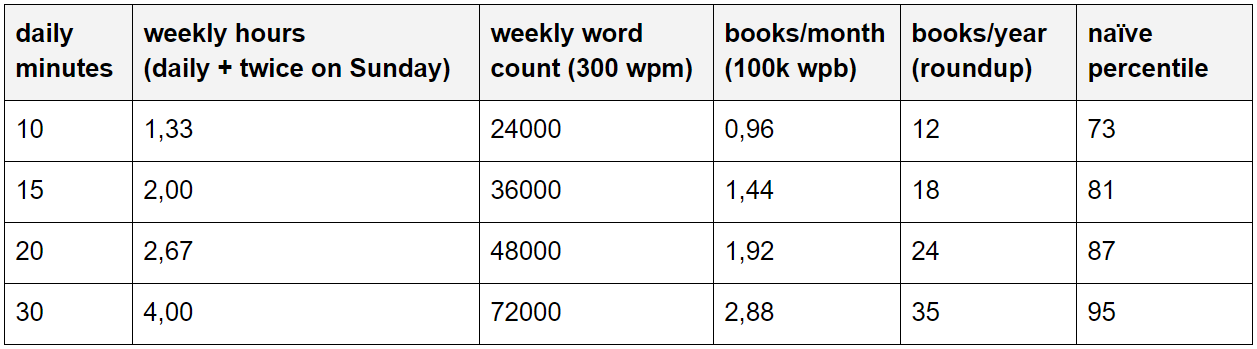 daily minutes | weekly hours (daily + twice on Sunday) | weekly word count (300 wpm) | books/month (100k wpb) | books/year (roundup) | naïve percentile
10 | 1,33 | 24000 | 0,96 | 12 | 73
15 | 2,00 | 36000 | 1,44 | 18 | 81
20 | 2,67 | 48000 | 1,92 | 24 | 87
30 | 4,00 | 72000 | 2,88 | 35 | 95